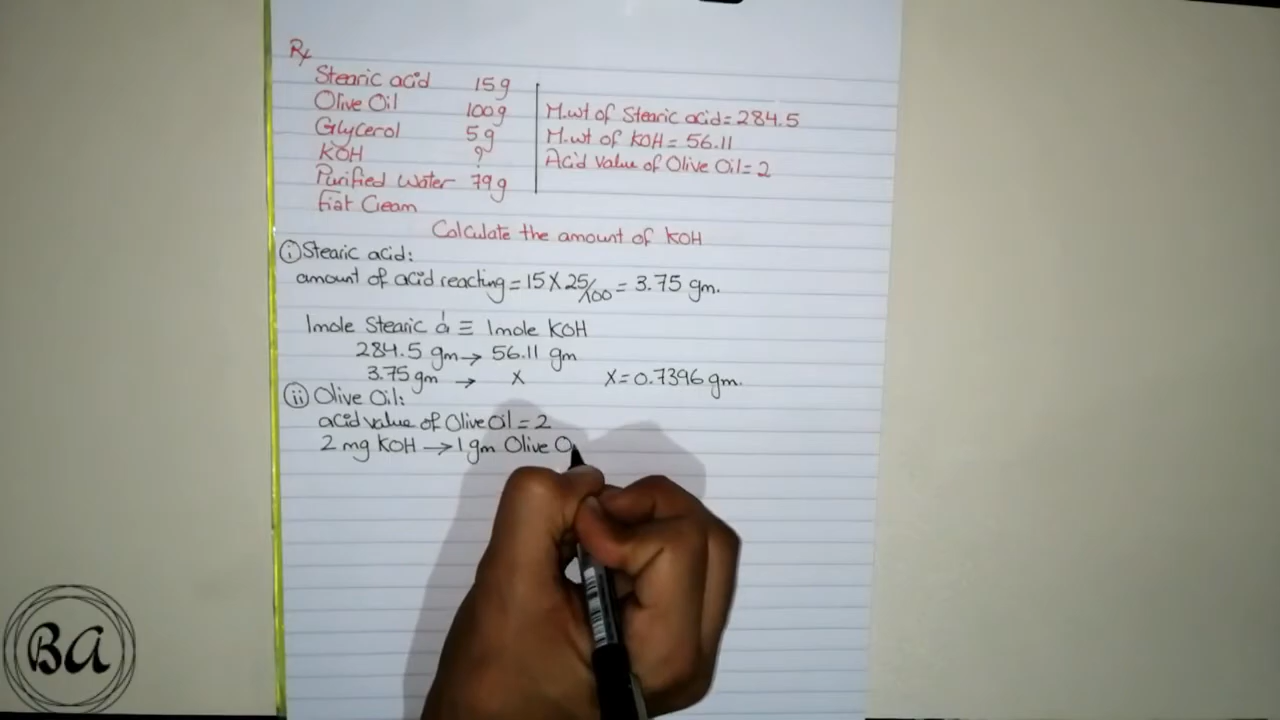 Rx
Stearic acid 15g
Olive Oil 100g
Glycerol 5g
KOH ?
Purified Water 79g
Fiat Cream
M.wt of Stearic acid = 284.5
M.wt of KOH = 56.11
Acid Value of Olive Oil = 2
Calculate the amount of KOH
i Stearic acid:
amount of acid reacting = 15 X 25/100 = 3.75 gm.
1mole Stearic a ≡ 1mole KOH
284.5 gm → 56.11 gm
3.75 gm → X X = 0.7396 gm.
ii Olive Oil:
acid value of Olive Oil = 2
2 mg KOH → 1 gm Olive O
BA